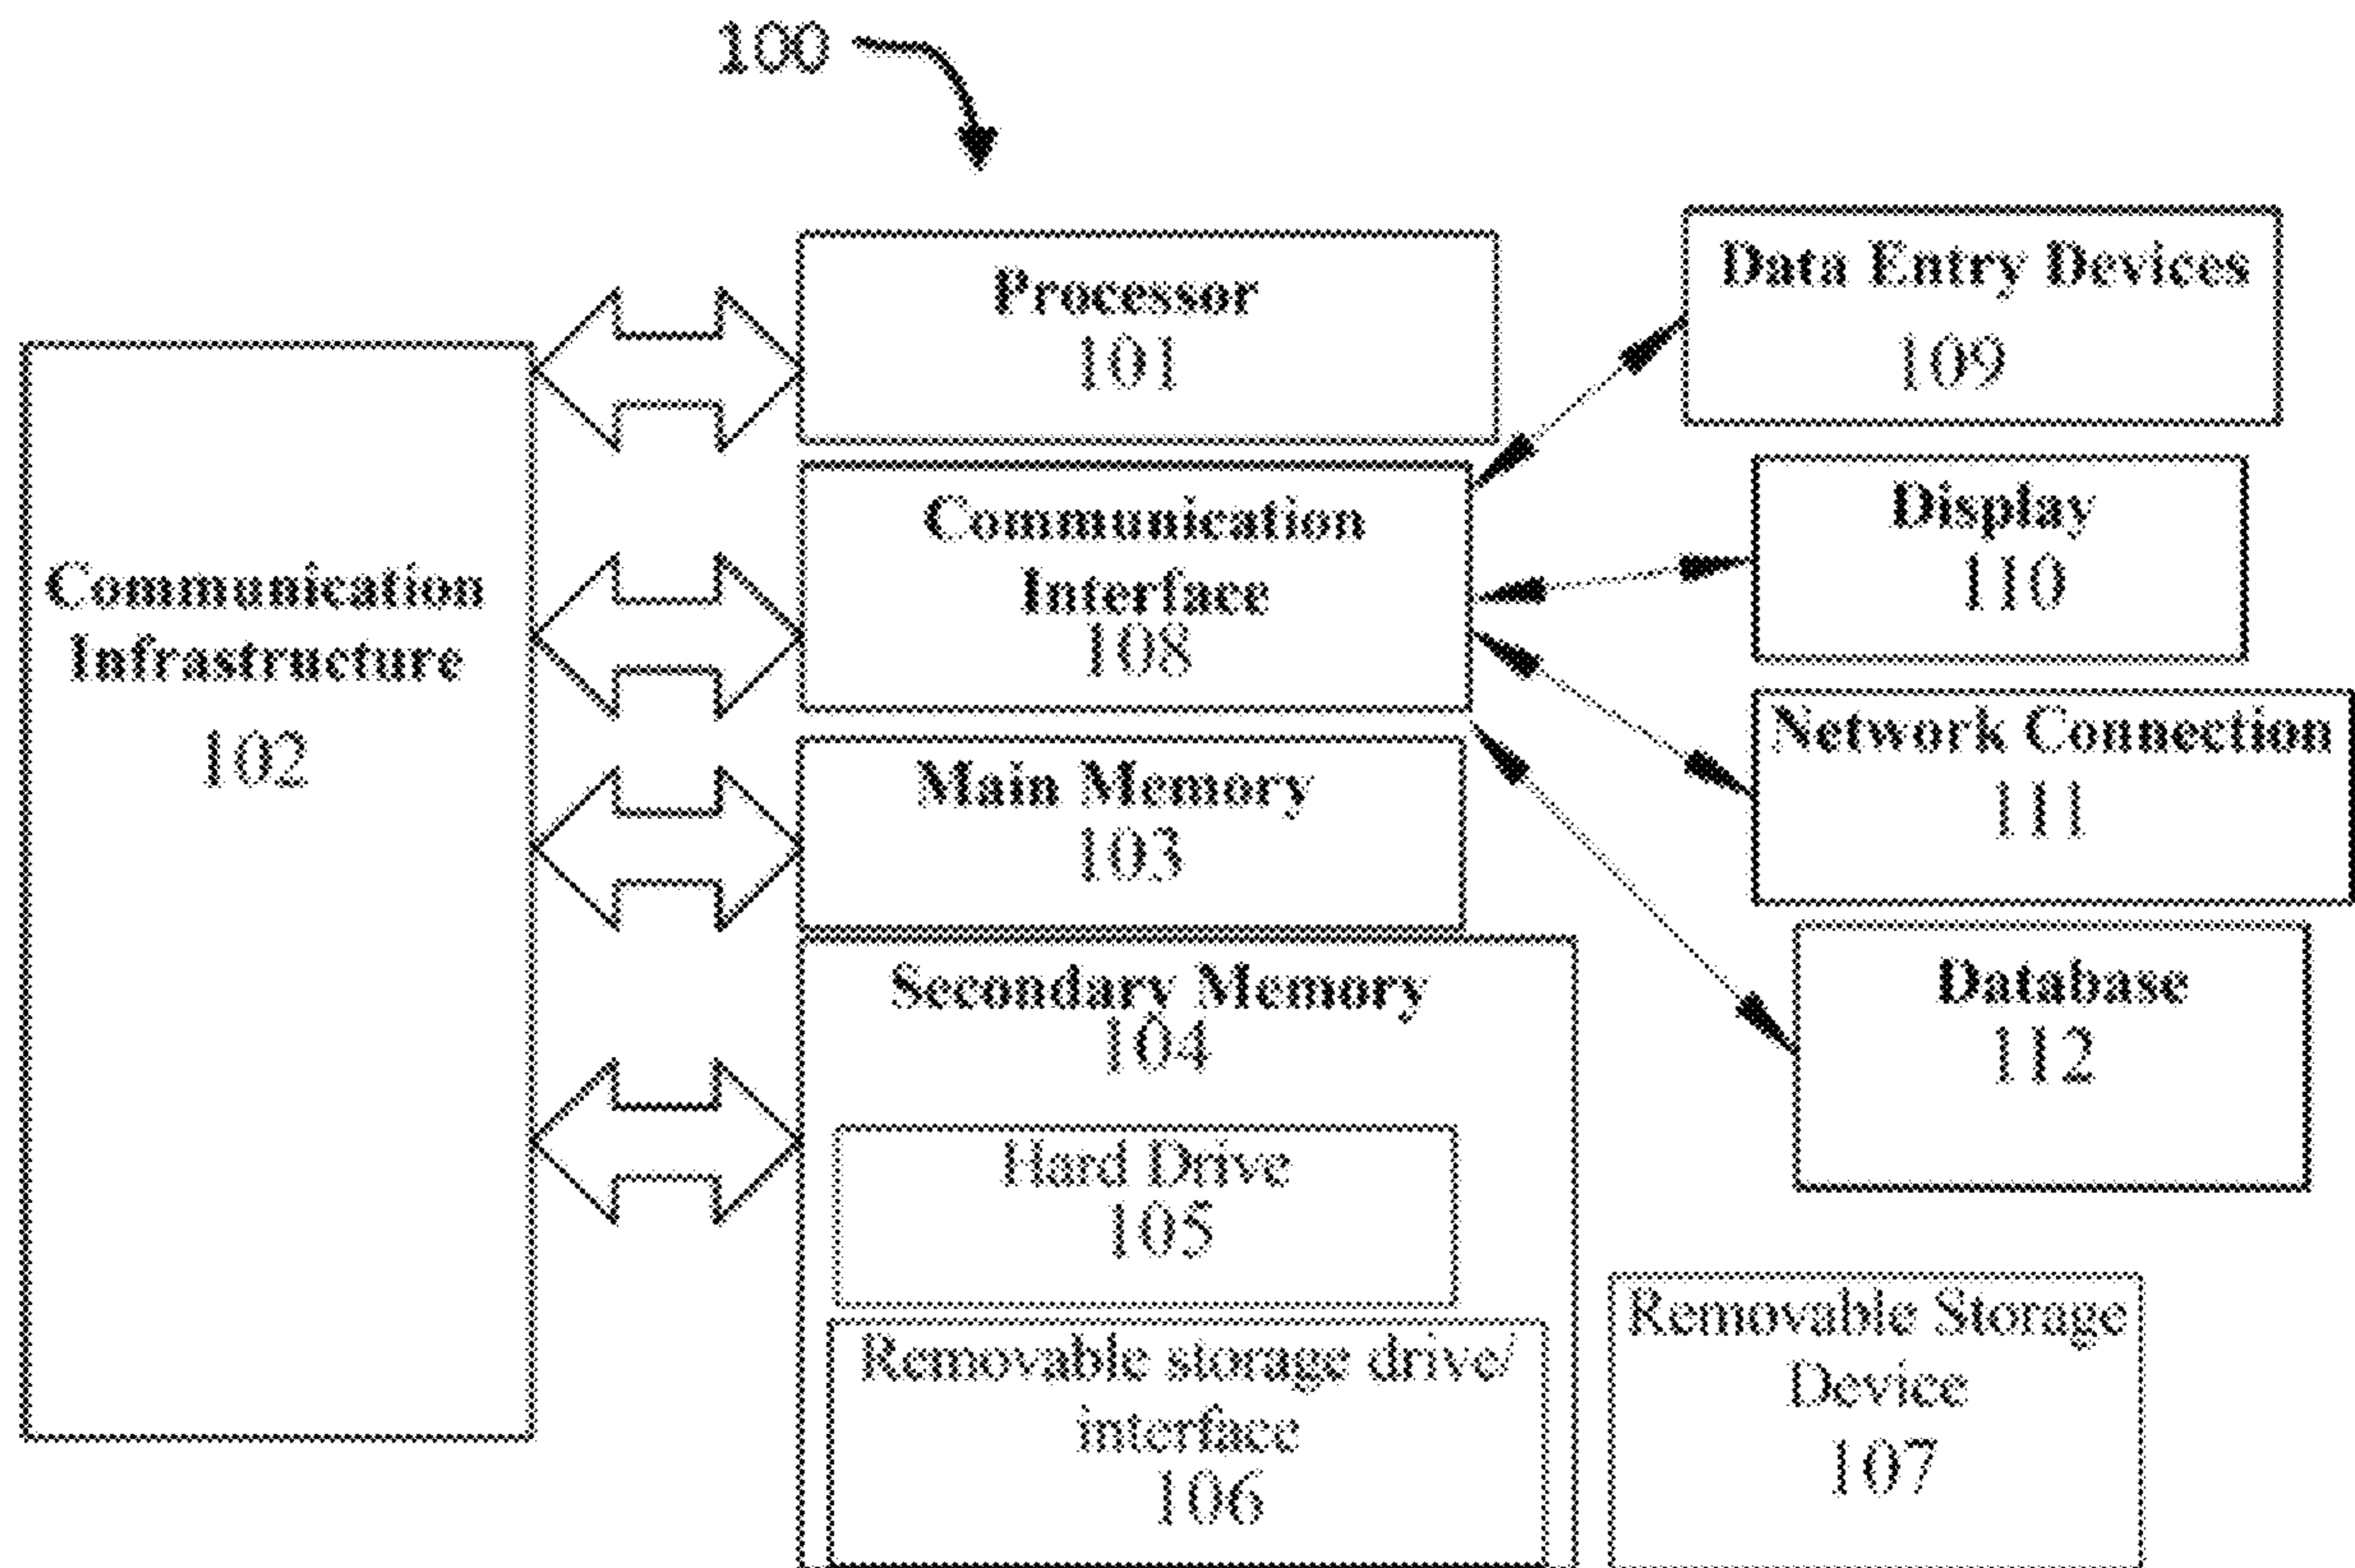 100
Communication
Infrastructure
102
Processor
101
Communication
Interface
108
Main Memory
103
Secondary Memory
104
Hard Drive
105
Removable storage drive/
interface
106
Data Entry Devices
109
Display
110
Network Connection
111
Database
112
Removable Storage
Device
107